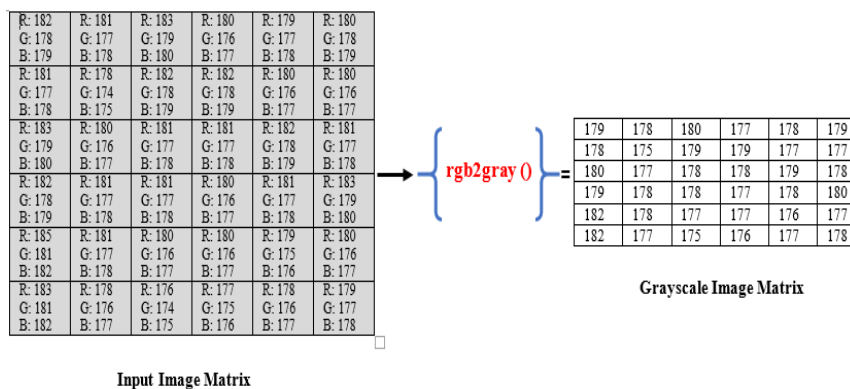 R: 182 R: 181 R: 183 R: 180 R: 179 R: 180
G: 178 G: 177 G: 179 G: 176 G: 177 G: 178
B: 179 B: 178 B: 180 B: 177 B: 178 B: 179
R: 181 R: 178 R: 182 R: 182 R: 180 R: 180
G: 177 G: 174 G: 178 G: 178 G: 176 G: 176
B: 178 B: 175 B: 179 B: 179 B: 177 B: 177
R: 183 R: 180 R: 181 R: 181 R: 182 R: 181
G: 179 G: 176 G: 177 G: 177 G: 178 G: 177
B: 180 B: 177 B: 178 B: 178 B: 179 B: 178
R: 182 R: 181 R: 181 R: 180 R: 181 R: 183
G: 178 G: 177 G: 177 G: 176 G: 177 G: 179
B: 179 B: 178 B: 178 B: 177 B: 178 B: 180
R: 185 R: 181 R: 180 R: 180 R: 179 R: 180
G: 181 G: 177 G: 176 G: 176 G: 175 G: 176
B: 182 B: 178 B: 177 B: 177 B: 176 B: 177
R: 183 R: 178 R: 176 R: 177 R: 178 R: 179
G: 181 G: 176 G: 174 G: 175 G: 176 G: 177
B: 182 B: 177 B: 175 B: 176 B: 177 B: 178
Input Image Matrix
rgb2gray ()
=
179 178 180 177 178 179
178 175 179 179 177 177
180 177 178 178 179 178
179 178 178 177 178 180
182 178 177 177 176 177
182 177 175 176 177 178
Grayscale Image Matrix